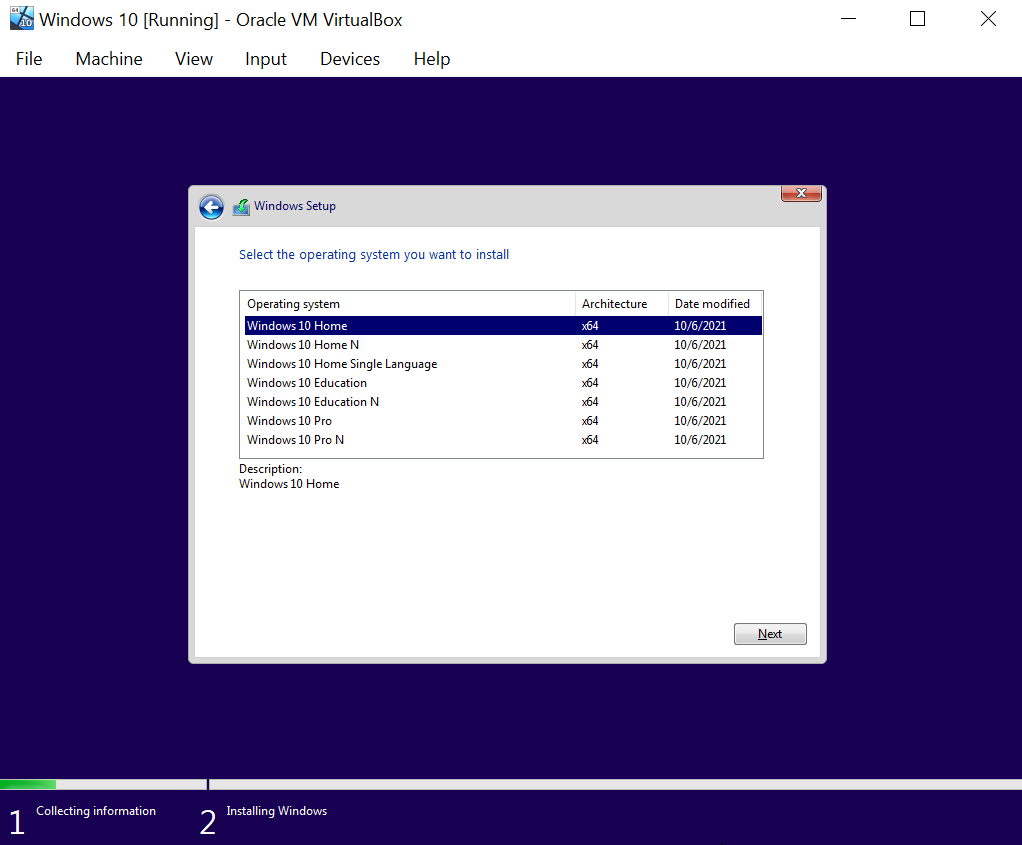 Windows 10 [Running] - Oracle VM VirtualBox
File Machine View Input Devices Help
Windows Setup
Select the operating system you want to install
Operating system Architecture Date modified
Windows 10 Home x64 10/6/2021
Windows 10 Home N x64 10/6/2021
Windows 10 Home Single Language x64 10/6/2021
Windows 10 Education x64 10/6/2021
Windows 10 Education N x64 10/6/2021
Windows 10 Pro x64 10/6/2021
Windows 10 Pro N x64 10/6/2021
Description:
Windows 10 Home
Next
1 Collecting information 2 Installing Windows